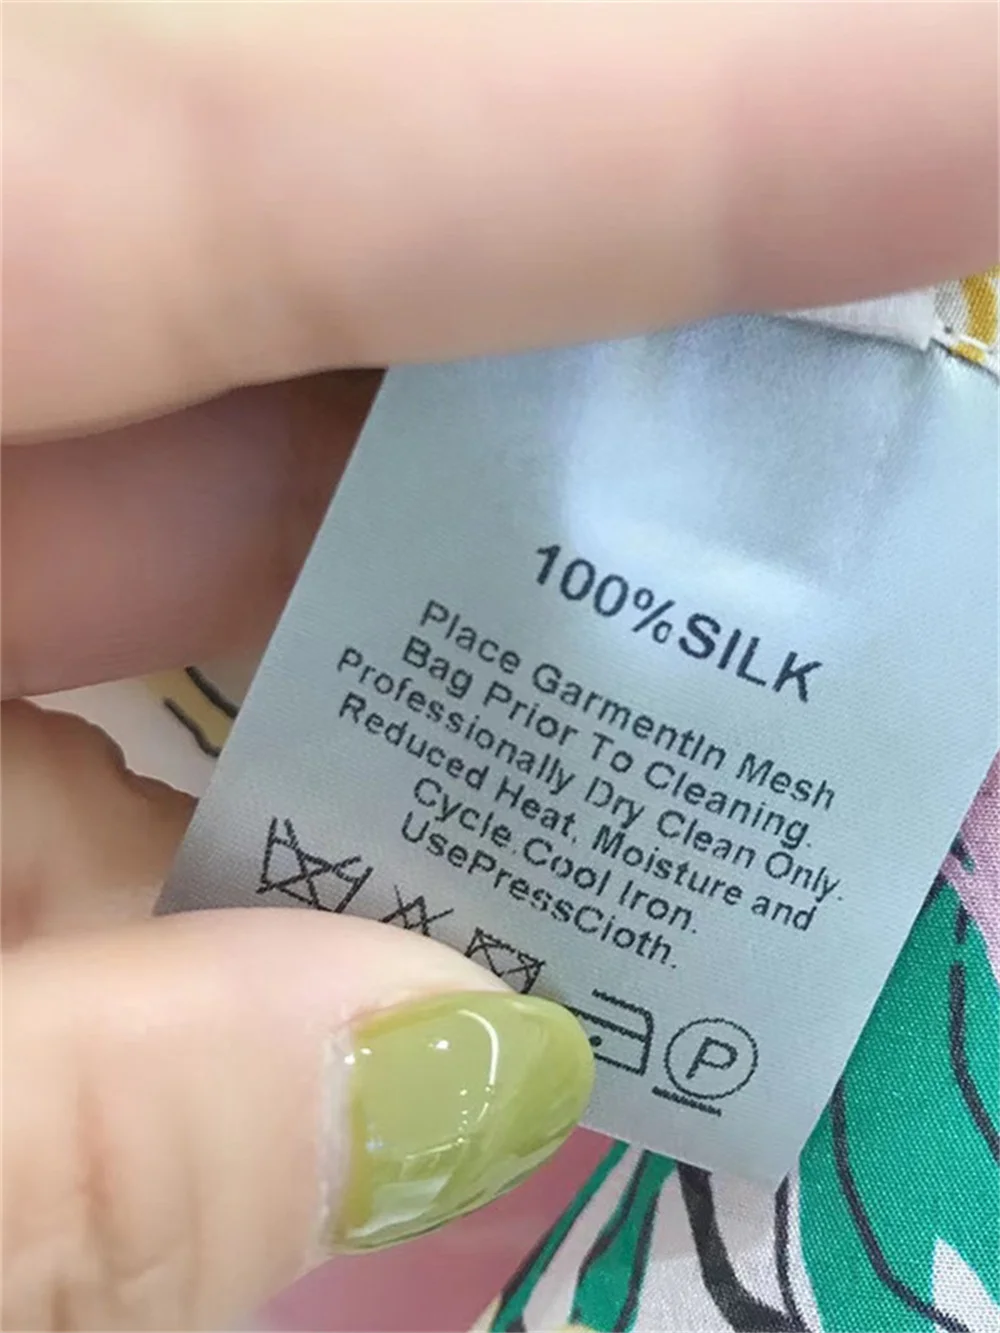 100%SILK
Place GarmentIn Mesh
Bag Prior To Cleaning.
Professionally Dry Clean Only.
Reduced Heat. Moisture and
Cycle.Cool Iron.
UsePressCloth.
P